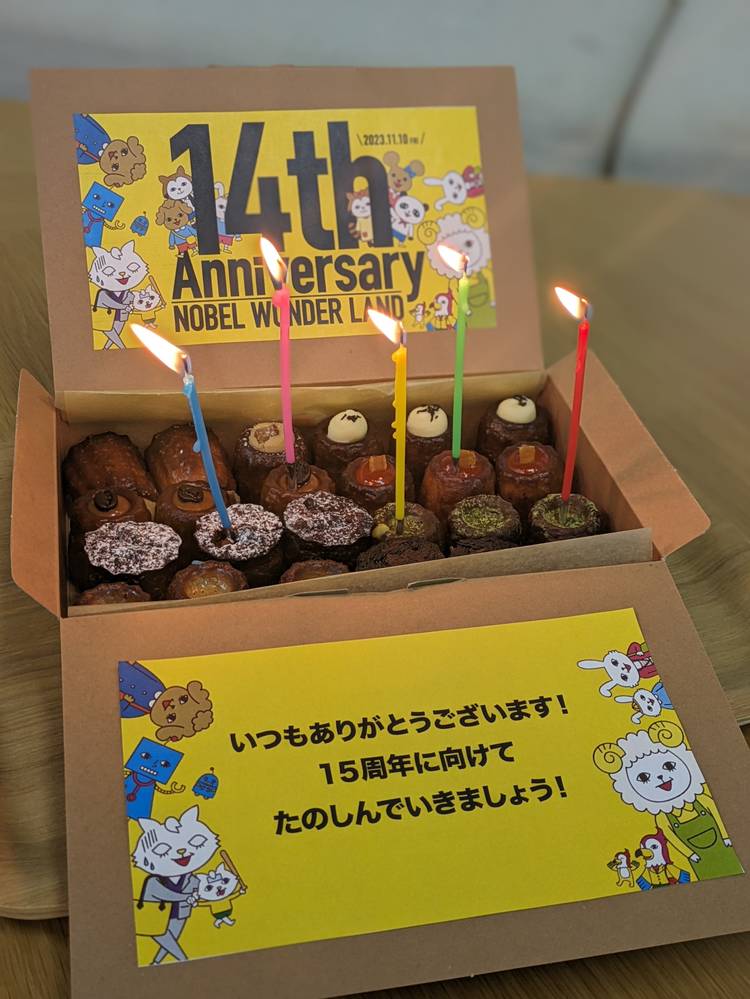 \2023.11.10 FRI/
14th
Anniversary
NOBEL WONDER LAND
いつもありがとうございます!
15周年に向けて
たのしんでいきましょう!